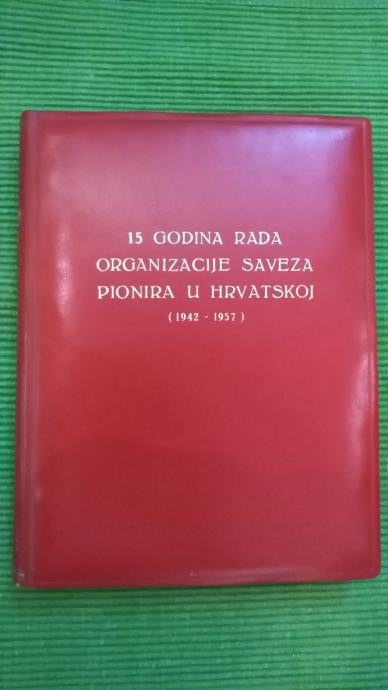 15 GODINA RADA
ORGANIZACIJE SAVEZA
PIONIRA U HRVATSKOJ
( 1942 - 1957 )